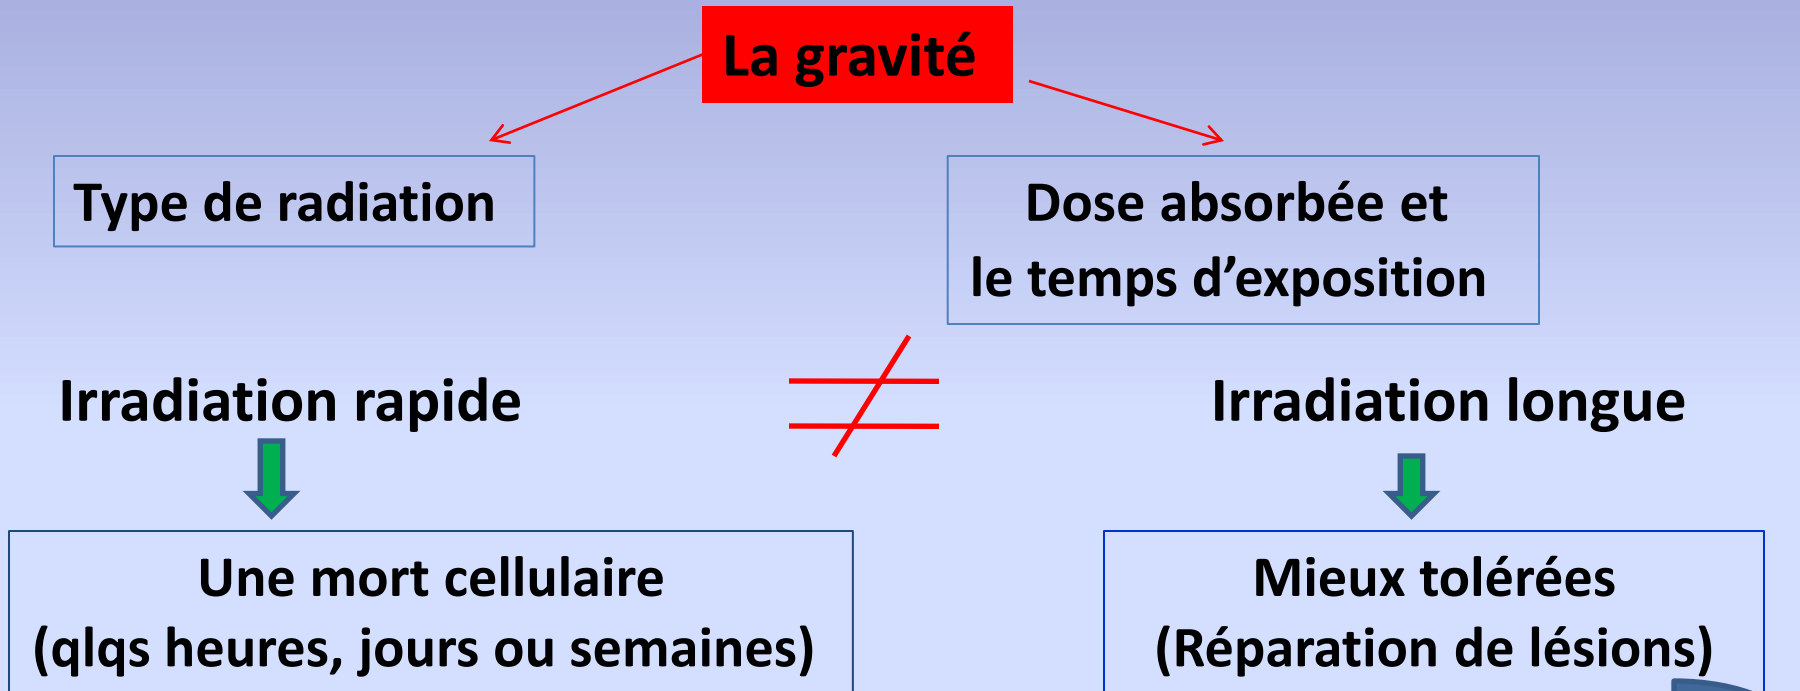 La gravité
Type de radiation
Dose absorbée et
le temps d’exposition
Irradiation rapide
Irradiation longue
Une mort cellulaire
(qlqs heures, jours ou semaines)
Mieux tolérées
(Réparation de lésions)